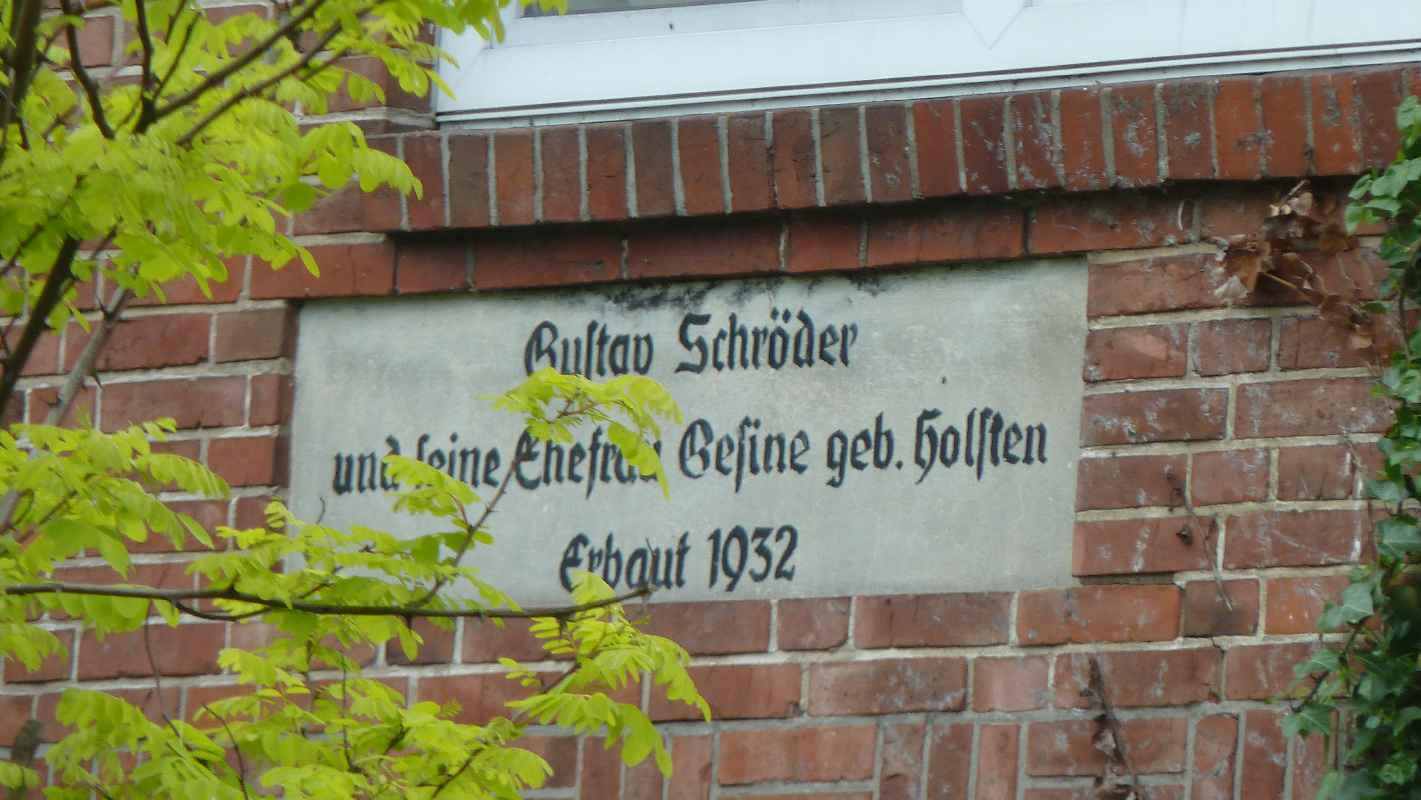 Gustav Schröder
und seine Ehefrau Gesine geb. Holsten
Erbaut 1932